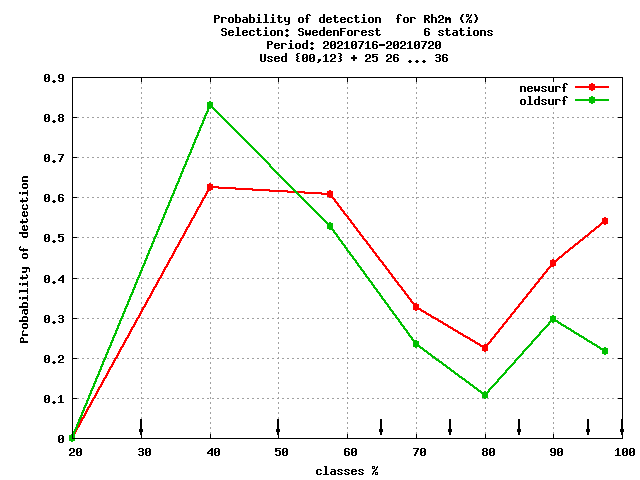 Probability of detection  for Rh2m (%)
Selection: SwedenForest      6 stations
Period: 20210716-20210720
Used {00,12} + 25 26 ... 36
newsurf
oldsurf
Probability of detection
0.9
0.8
0.7
0.6
0.5
0.4
0.3
0.2
0.1
0
20 30 40 50 60 70 80 90 100
classes %